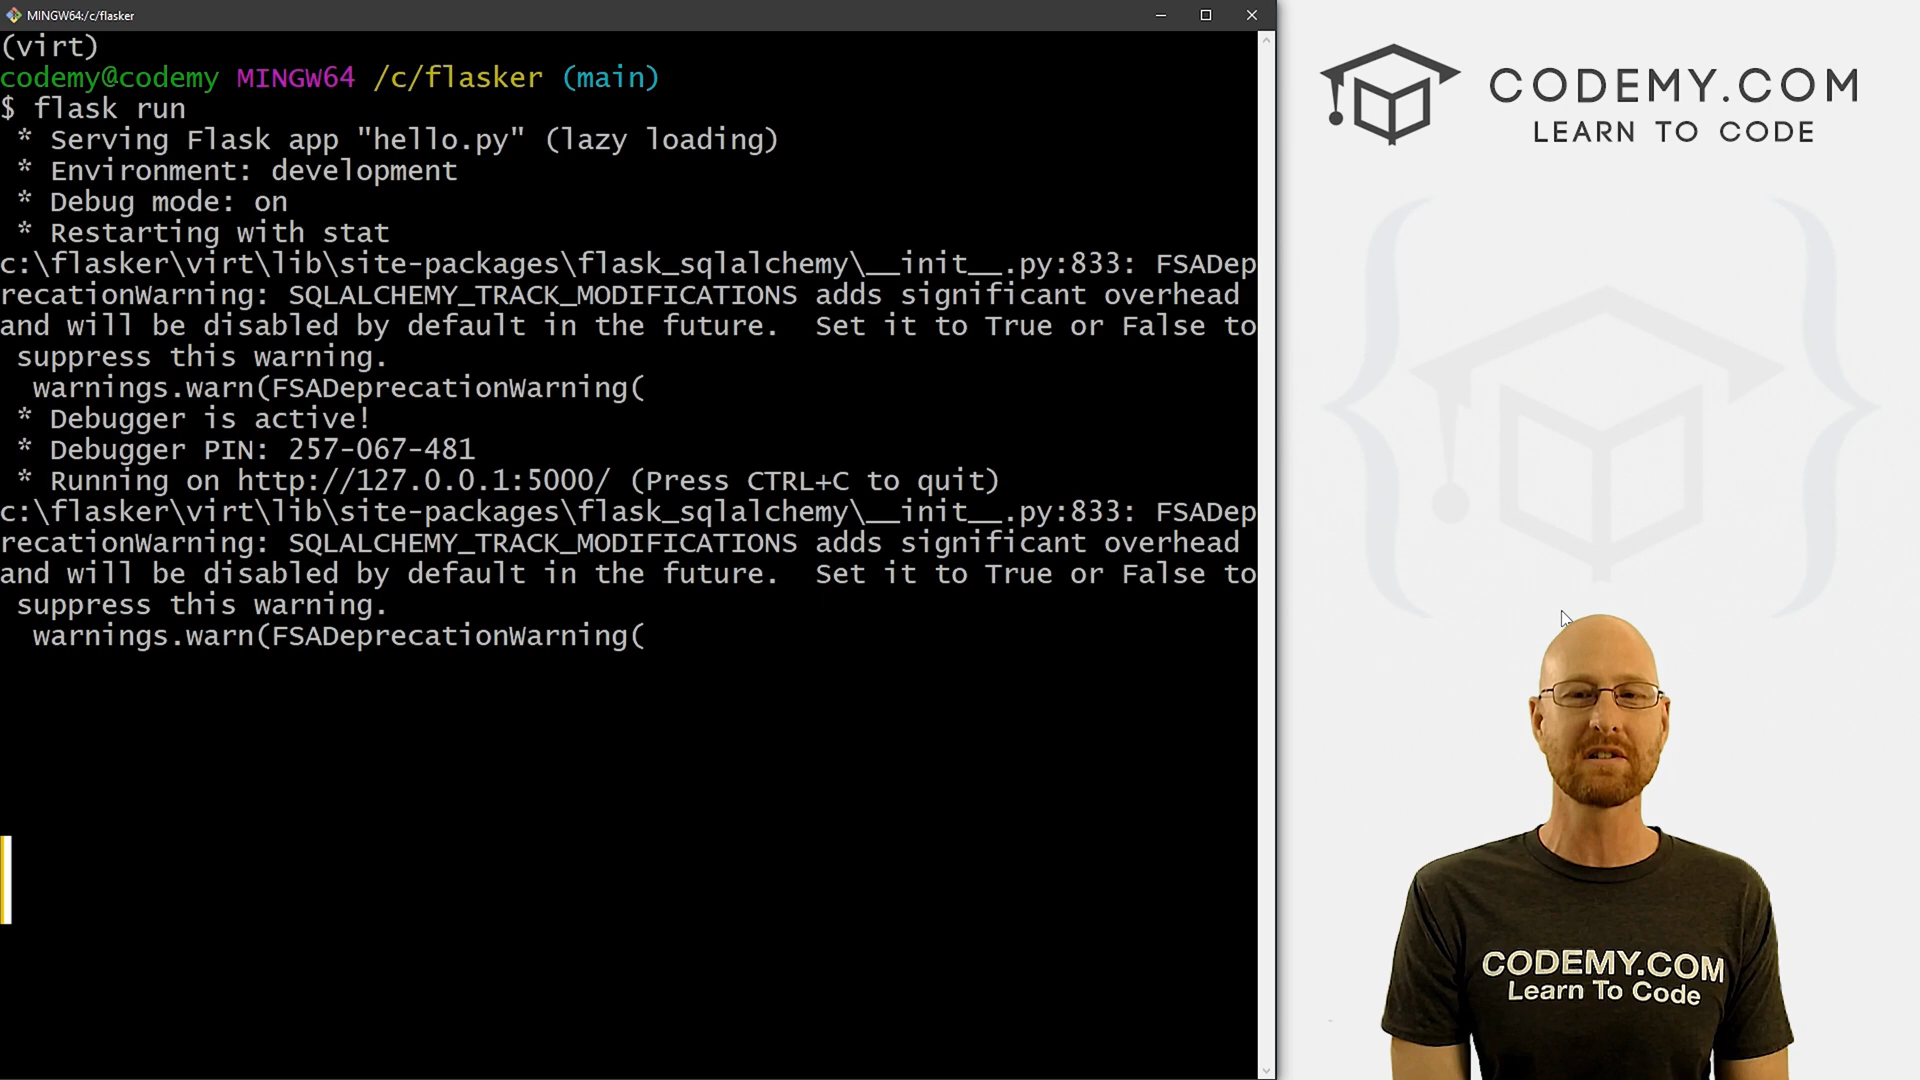 MINGW64:/c/flasker
(virt)
codemy@codemy MINGW64 /c/flasker (main)
$ flask run
 * Serving Flask app "hello.py" (lazy loading)
 * Environment: development
 * Debug mode: on
 * Restarting with stat
c:\flasker\virt\lib\site-packages\flask_sqlalchemy\__init__.py:833: FSADep
recationWarning: SQLALCHEMY_TRACK_MODIFICATIONS adds significant overhead
and will be disabled by default in the future.  Set it to True or False to
 suppress this warning.
  warnings.warn(FSADeprecationWarning(
 * Debugger is active!
 * Debugger PIN: 257-067-481
 * Running on http://127.0.0.1:5000/ (Press CTRL+C to quit)
c:\flasker\virt\lib\site-packages\flask_sqlalchemy\__init__.py:833: FSADep
recationWarning: SQLALCHEMY_TRACK_MODIFICATIONS adds significant overhead
and will be disabled by default in the future.  Set it to True or False to
 suppress this warning.
  warnings.warn(FSADeprecationWarning(
CODEMY.COM
LEARN TO CODE
CODEMY.COM
Learn To Code